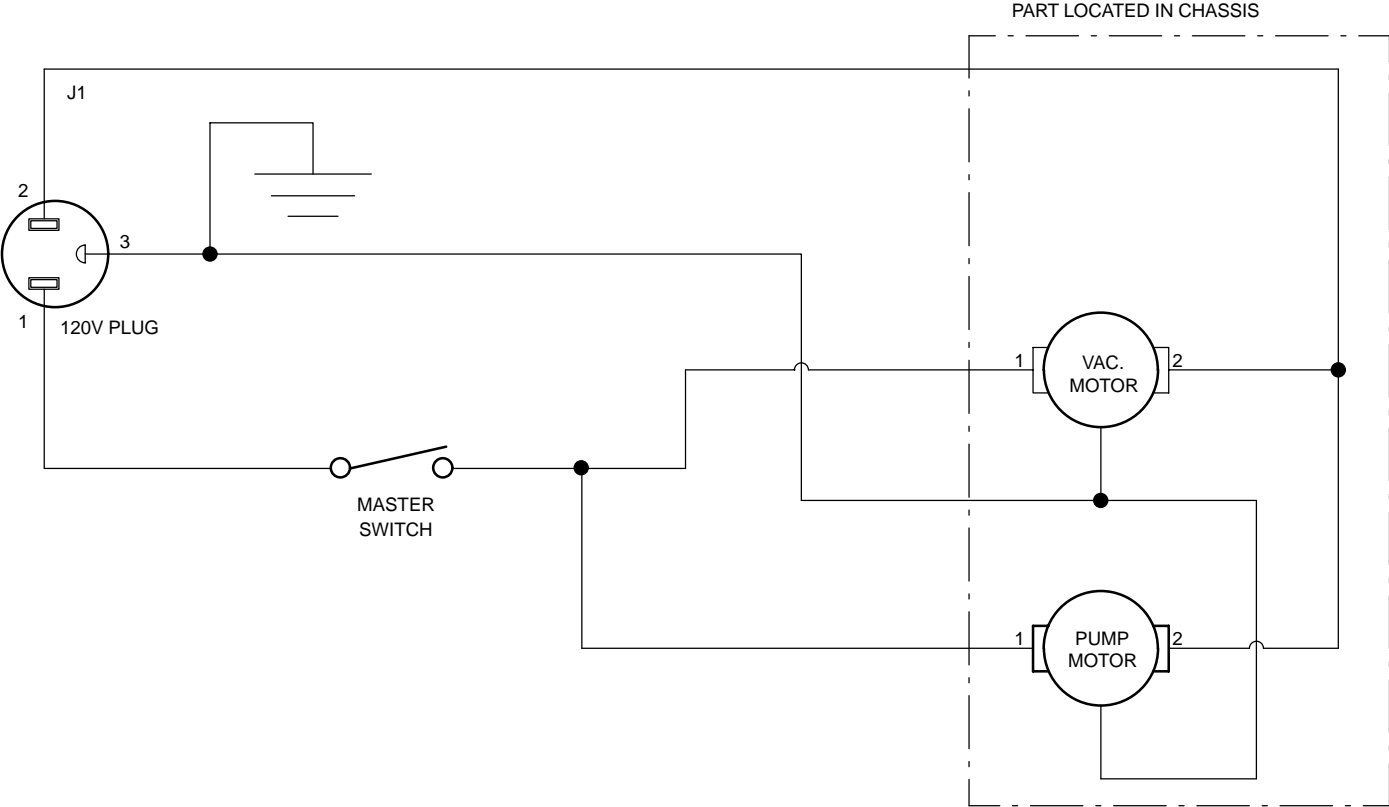 PART LOCATED IN CHASSIS
J1
2
3
1
120V PLUG
1
VAC.
MOTOR
2
MASTER
SWITCH
1
PUMP
MOTOR
2